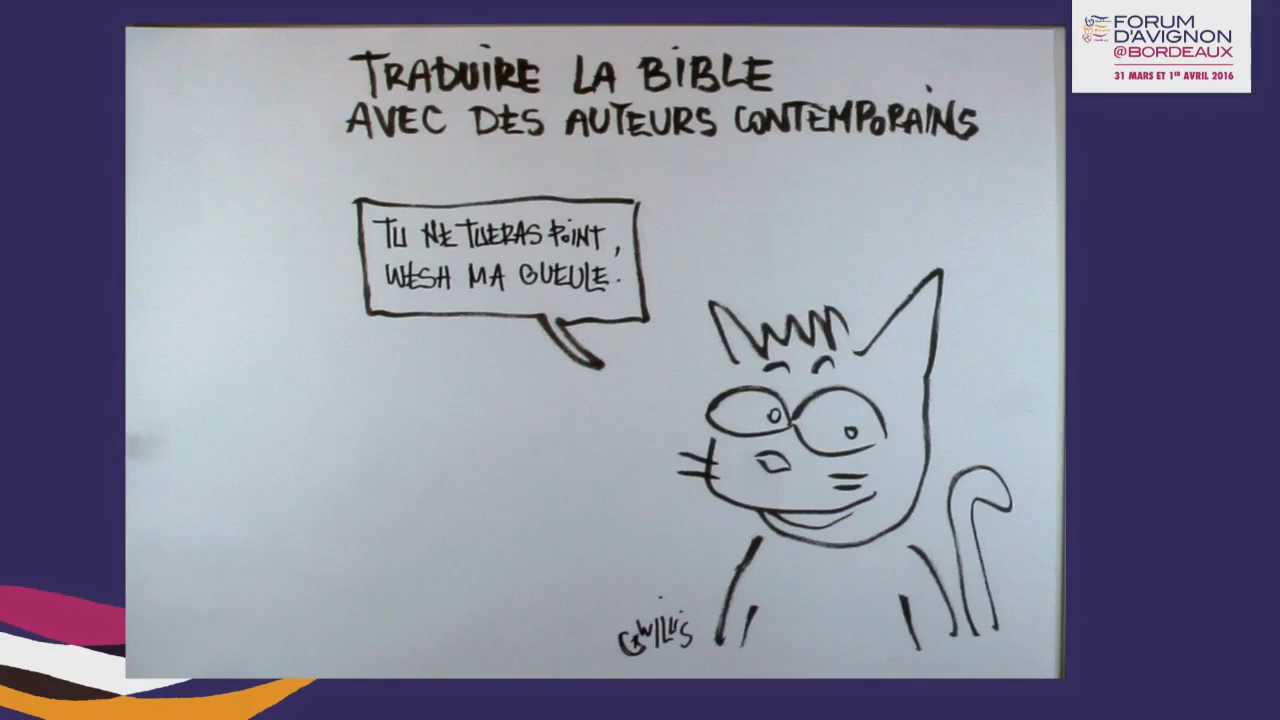 TRADUIRE LA BIBLE
AVEC DES AUTEURS CONTEMPORAINS
TU NE TUERAS POINT,
WESH MA GUEULE.
WILLIS
FORUM
D'AVIGNON
@BORDEAUX
31 MARS ET 1ER AVRIL 2016